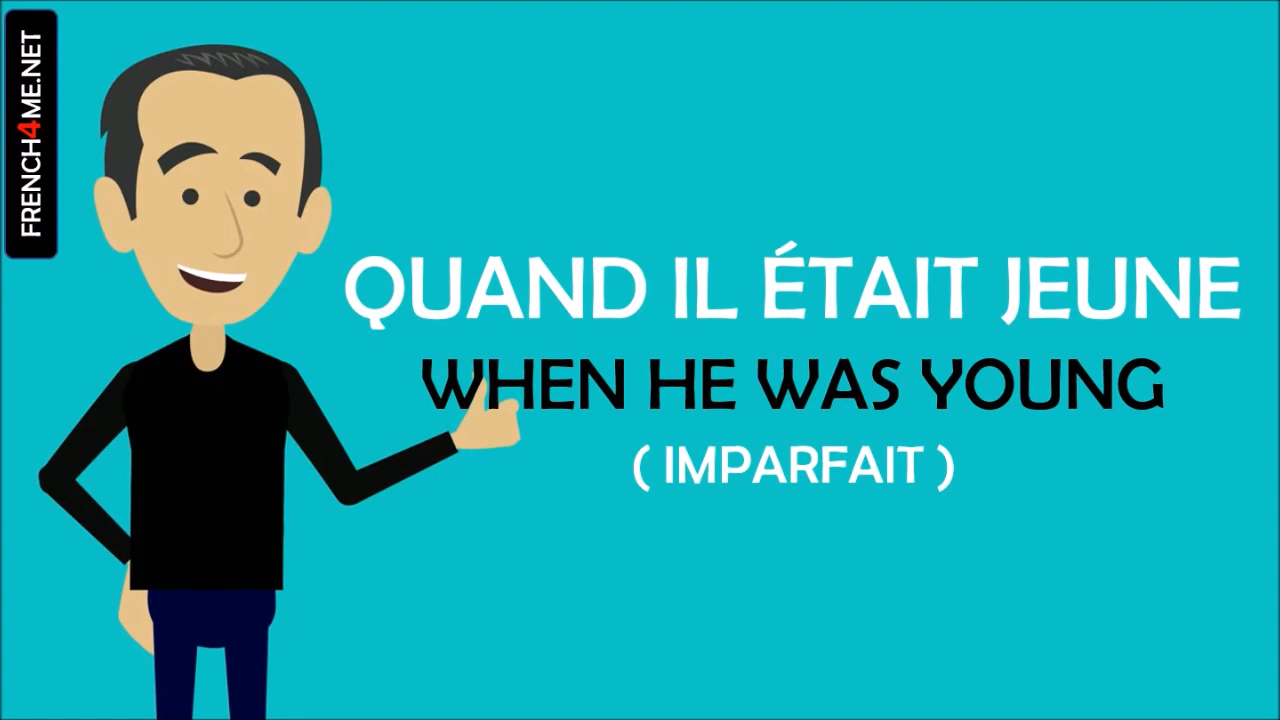 FRENCH4ME.NET
QUAND IL ÉTAIT JEUNE
WHEN HE WAS YOUNG
( IMPARFAIT )